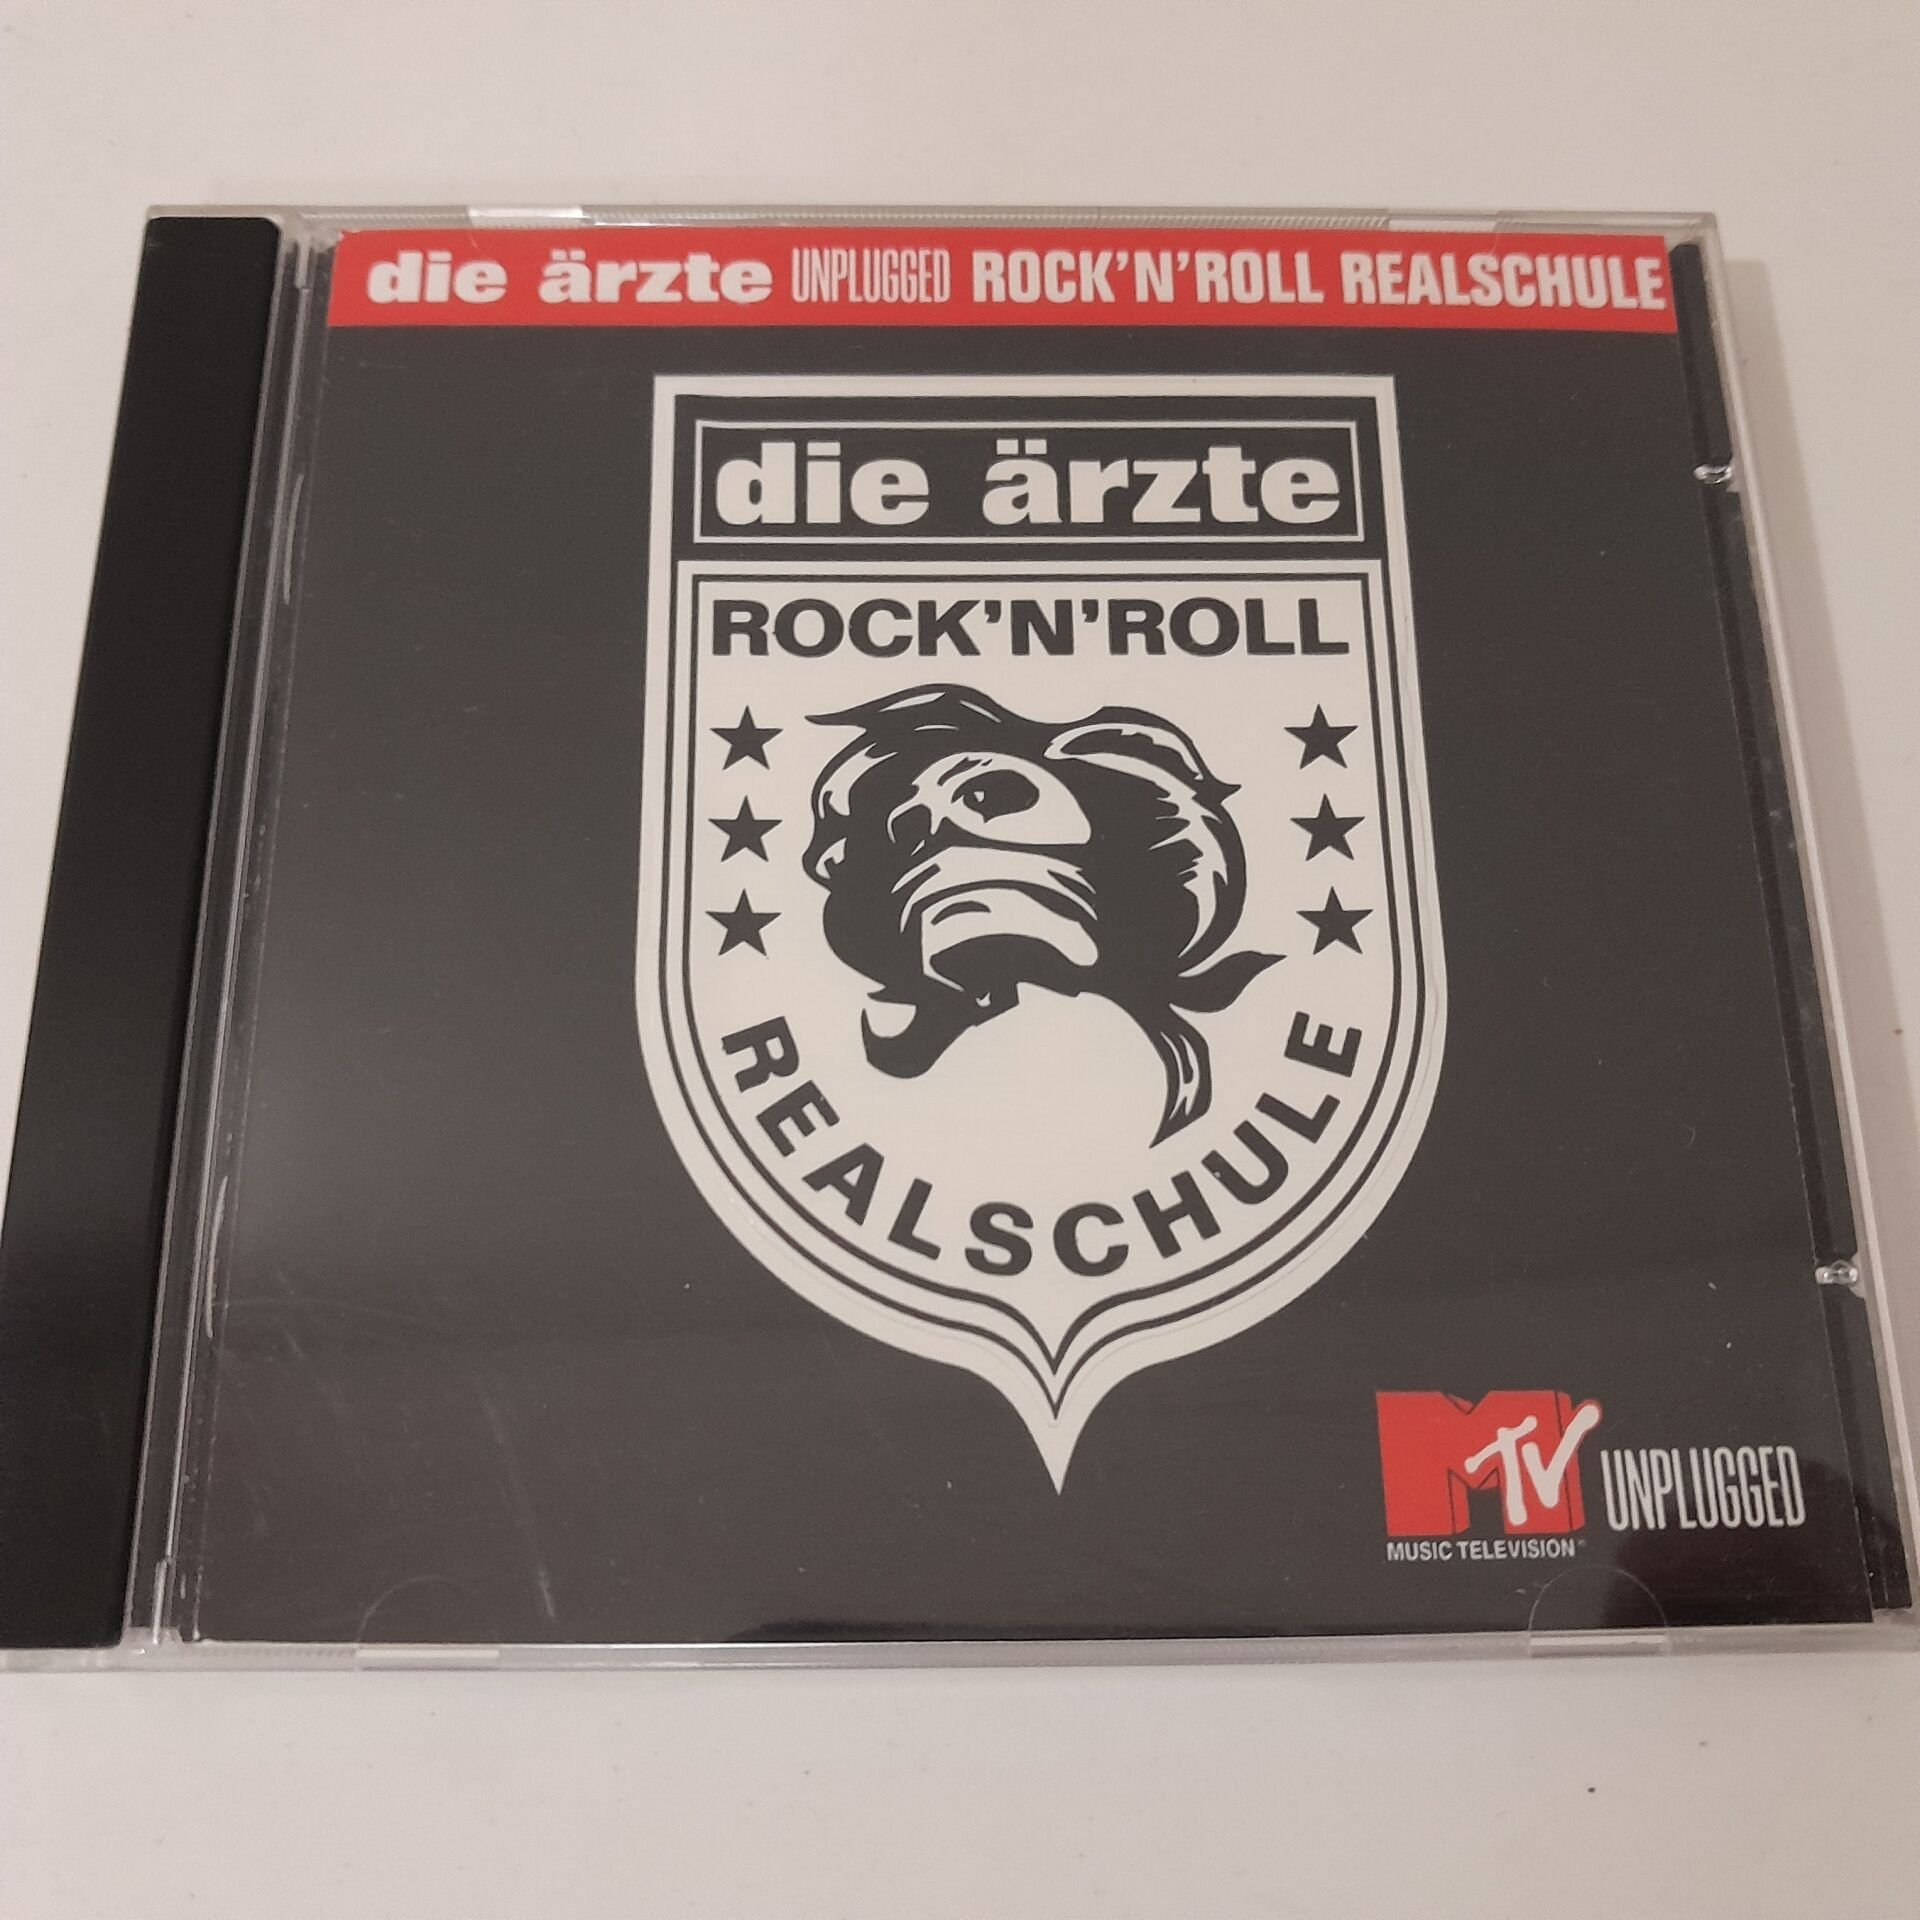 die ärzte UNPLUGGED ROCK'N'ROLL REALSCHULE
die ärzte
ROCK'N'ROLL
REALSCHULE
MTV UNPLUGGED
MUSIC TELEVISION